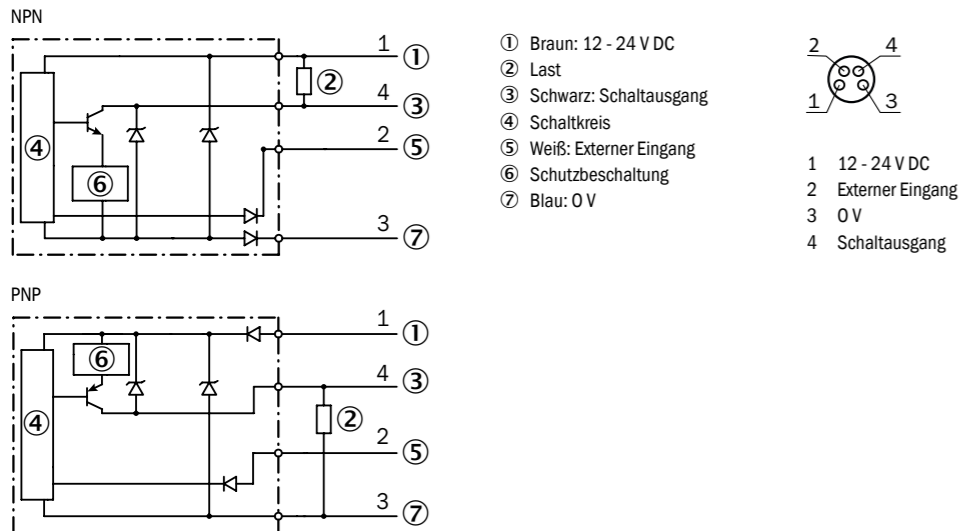 NPN
1 ①
②
4 ③
2 ⑤
④
⑥
3 ⑦
① Braun: 12 - 24 V DC
② Last
③ Schwarz: Schaltausgang
④ Schaltkreis
⑤ Weiß: Externer Eingang
⑥ Schutzbeschaltung
⑦ Blau: 0 V
2 4
1 3
1 12 - 24 V DC
2 Externer Eingang
3 0 V
4 Schaltausgang
PNP
1 ①
⑥
4 ③
④
②
2 ⑤
3 ⑦